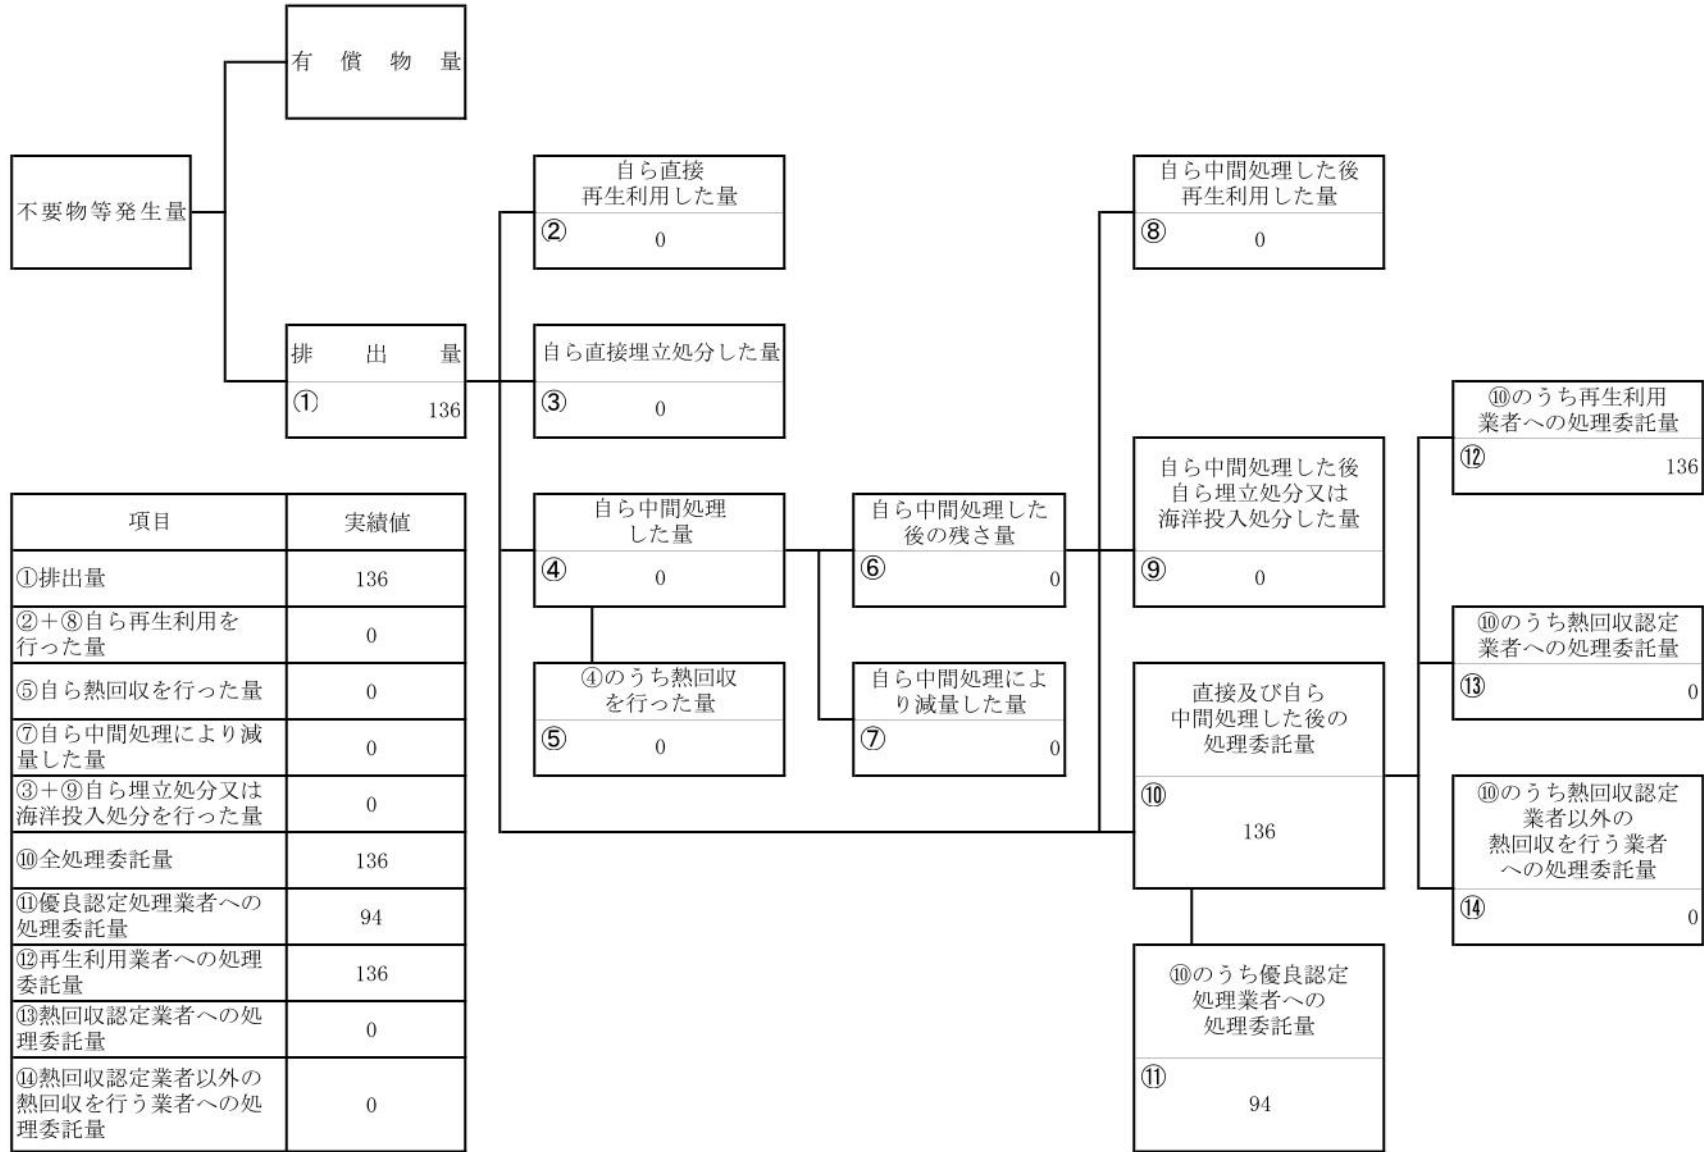 有償物量
不要物等発生量
排出量
①
136
自ら直接
再生利用した量
②
0
自ら直接埋立処分した量
③
0
自ら中間処理
した量
④
0
④のうち熱回収
を行った量
⑤
0
自ら中間処理した
後の残さ量
⑥
0
自ら中間処理によ
り減量した量
⑦
0
自ら中間処理した後
再生利用した量
⑧
0
自ら中間処理した後
自ら埋立処分又は
海洋投入処分した量
⑨
0
直接及び自ら
中間処理した後の
処理委託量
⑩
136
⑩のうち優良認定
処理業者への
処理委託量
⑪
94
⑩のうち再生利用
業者への処理委託量
⑫
136
⑩のうち熱回収認定
業者への処理委託量
⑬
0
⑩のうち熱回収認定
業者以外の
熱回収を行う業者
への処理委託量
⑭
0
項目 実績値
①排出量 136
②＋⑧自ら再生利用を
行った量 0
⑤自ら熱回収を行った量 0
⑦自ら中間処理により減
量した量 0
③＋⑨自ら埋立処分又は
海洋投入処分を行った量 0
⑩全処理委託量 136
⑪優良認定処理業者への
処理委託量 94
⑫再生利用業者への処理
委託量 136
⑬熱回収認定業者への処
理委託量 0
⑭熱回収認定業者以外の
熱回収を行う業者への処
理委託量 0